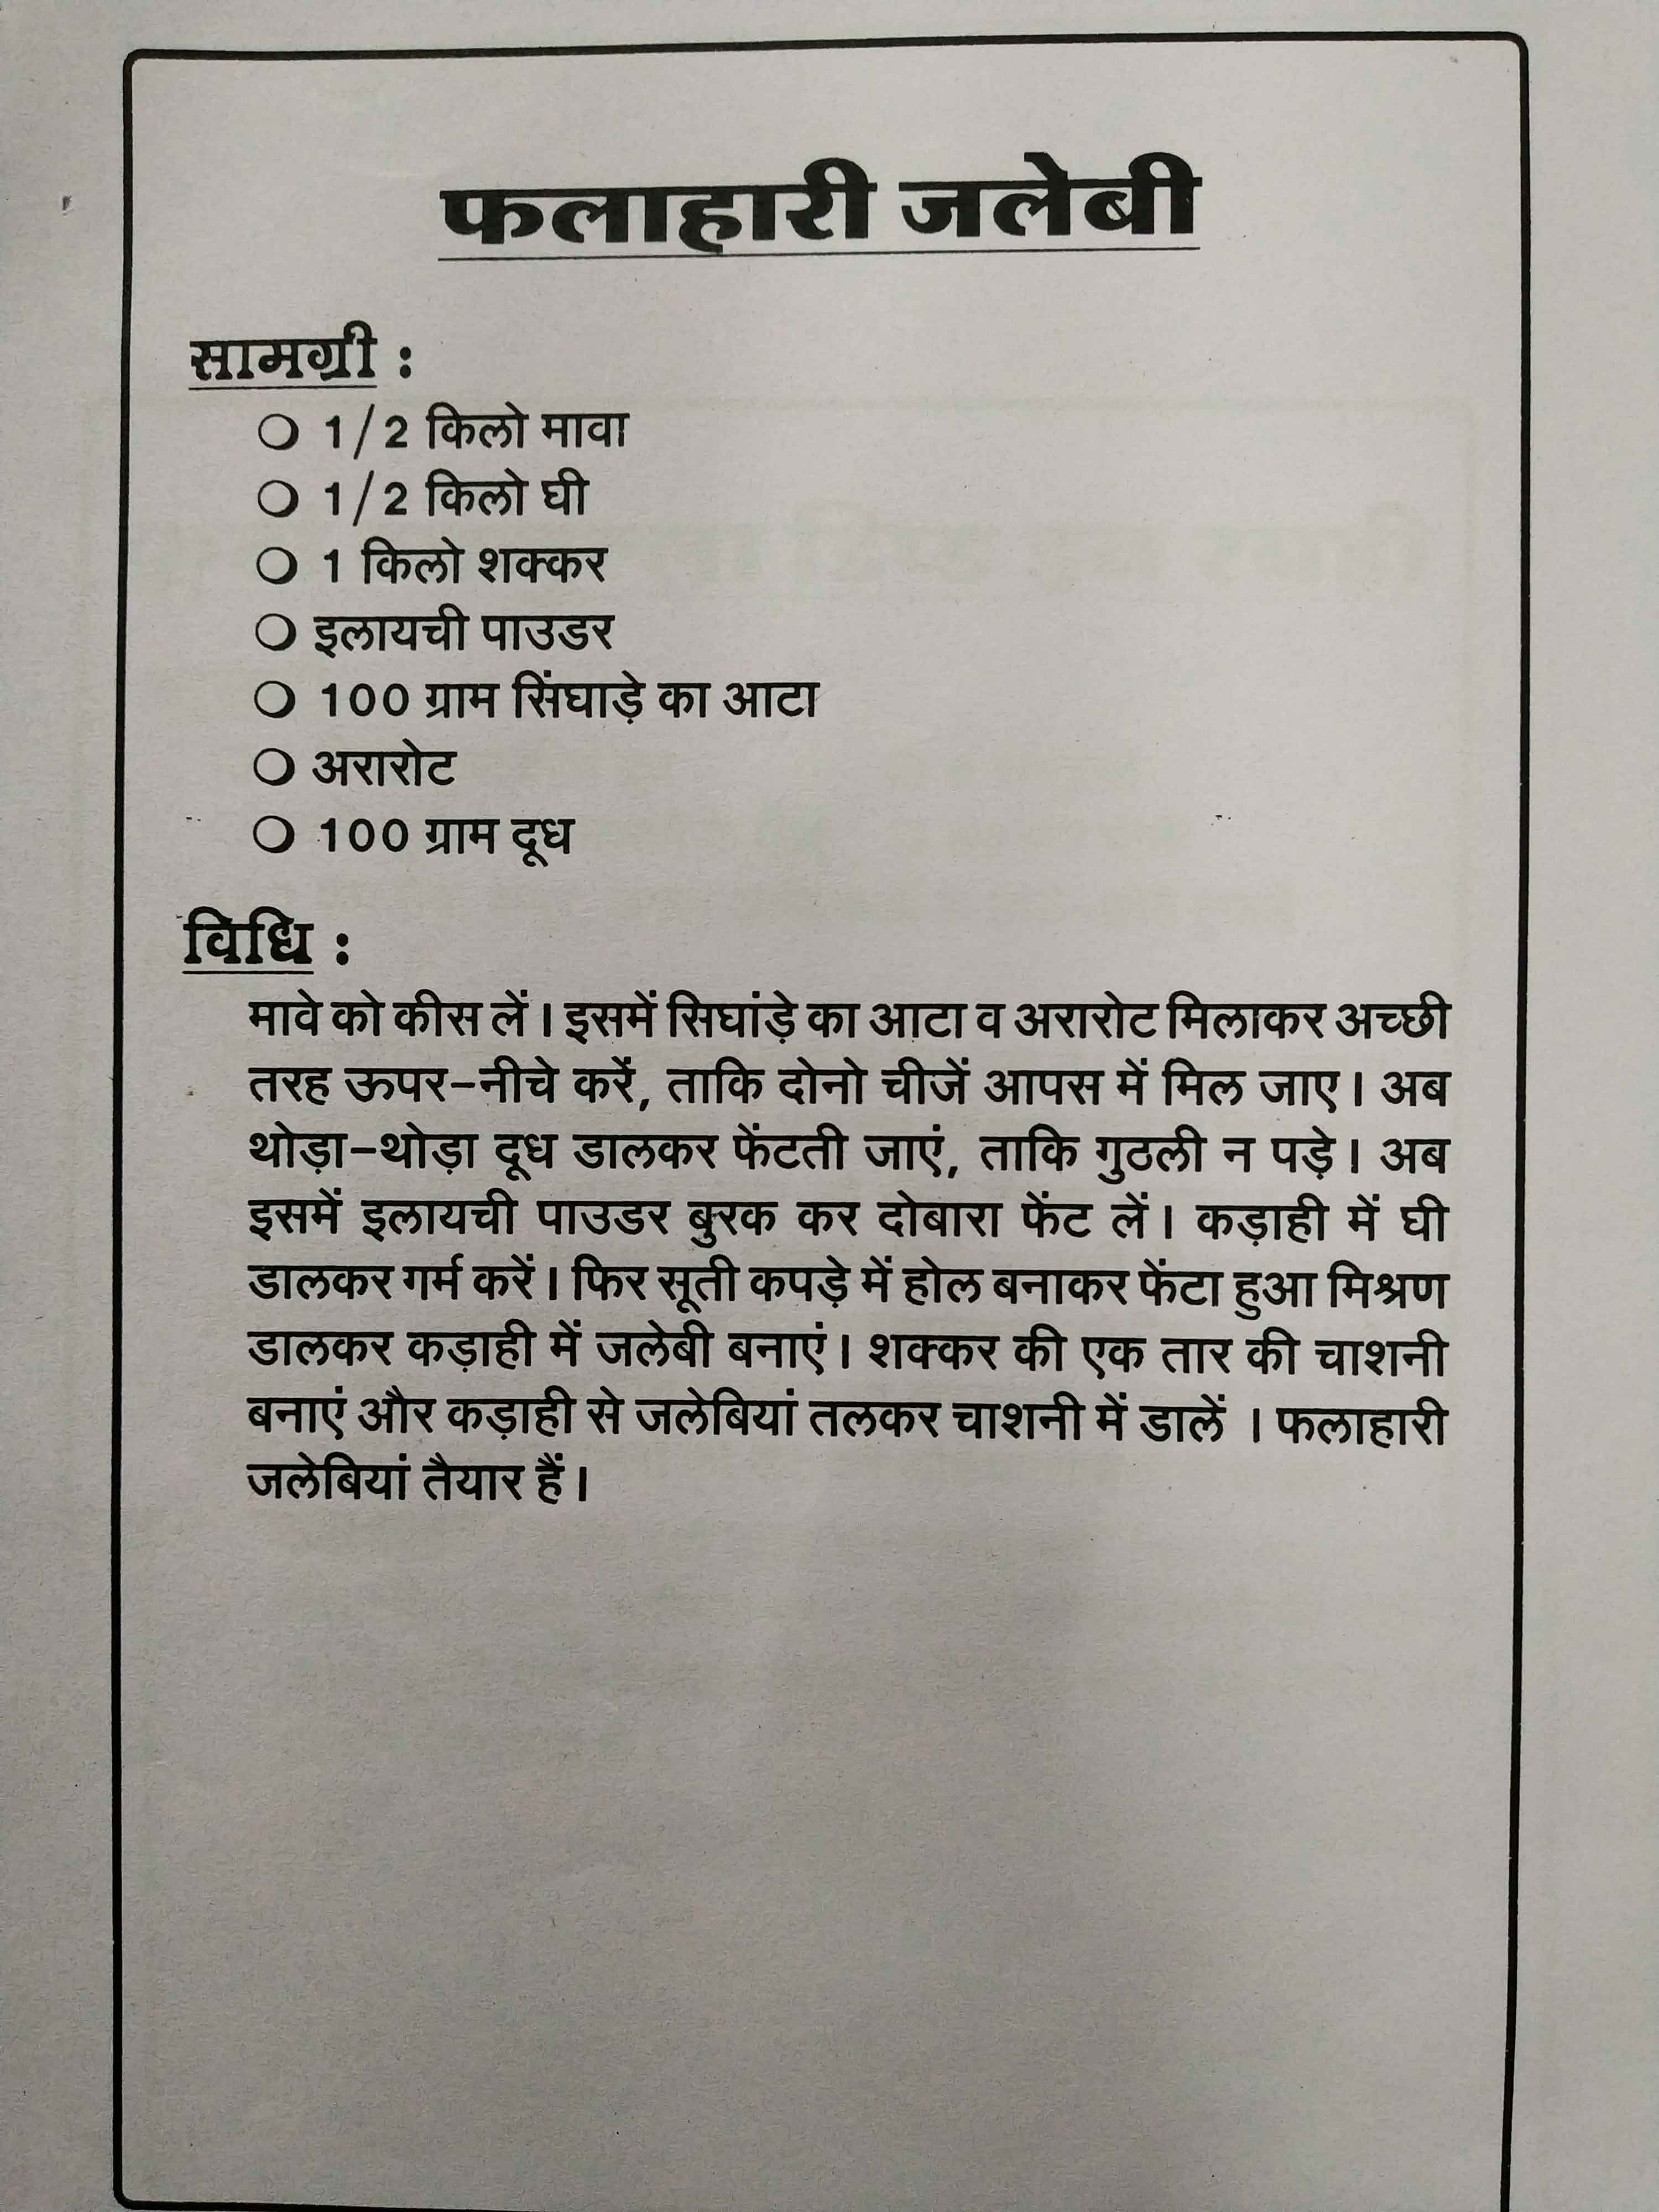 फलाहारी जलेबी
सामग्री :
❍ 1/2 किलो मावा
❍ 1/2 किलो घी
❍ 1 किलो शक्कर
❍ इलायची पाउडर
❍ 100 ग्राम सिंघाड़े का आटा
❍ अरारोट
❍ 100 ग्राम दूध
विधि :
मावे को कीस लें। इसमें सिघांड़े का आटा व अरारोट मिलाकर अच्छी
तरह ऊपर-नीचे करें, ताकि दोनो चीजें आपस में मिल जाए। अब
थोड़ा-थोड़ा दूध डालकर फेंटती जाएं, ताकि गुठली न पड़े। अब
इसमें इलायची पाउडर बुरक कर दोबारा फेंट लें। कड़ाही में घी
डालकर गर्म करें। फिर सूती कपड़े में होल बनाकर फेंटा हुआ मिश्रण
डालकर कड़ाही में जलेबी बनाएं। शक्कर की एक तार की चाशनी
बनाएं और कड़ाही से जलेबियां तलकर चाशनी में डालें । फलाहारी
जलेबियां तैयार हैं।